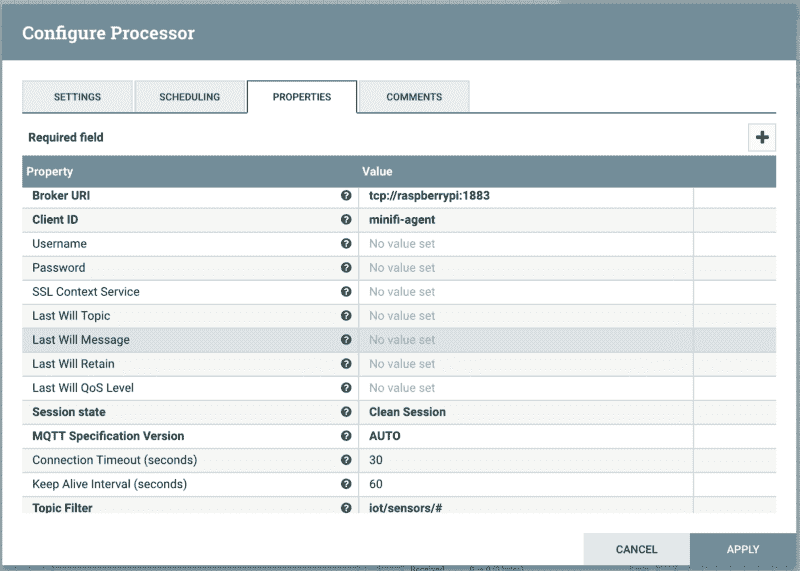 Configure Processor
SETTINGS SCHEDULING PROPERTIES COMMENTS
Required field
Property Value
Broker URI tcp://raspberrypi:1883
Client ID minifi-agent
Username No value set
Password No value set
SSL Context Service No value set
Last Will Topic No value set
Last Will Message No value set
Last Will Retain No value set
Last Will QoS Level No value set
Session state Clean Session
MQTT Specification Version AUTO
Connection Timeout (seconds) 30
Keep Alive Interval (seconds) 60
Topic Filter iot/sensors/#
CANCEL APPLY